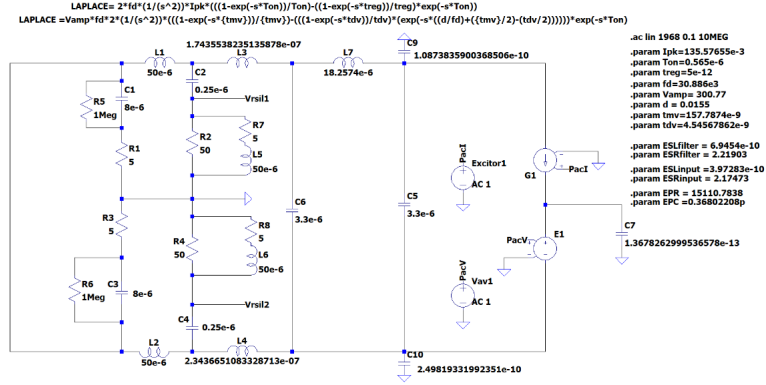 LAPLACE= 2*fd*(1/(s^2))*Ipk*(((1-exp(-s*Ton))/Ton)-((1-exp(-s*treg))/treg))*exp(-s*Ton)
LAPLACE =Vamp*fd*2*(1/(s^2))*(((1-exp(-s*{tmv}))/{tmv})-(((1-exp(-s*tdv))/tdv)*(exp(-s*((d/fd)+({tmv}/2)-(tdv/2))))))*exp(-s*Ton)
.ac lin 1968 0.1 10MEG
.param Ipk=135.57655e-3
.param Ton=0.565e-6
.param treg=5e-12
.param fd=30.886e3
.param Vamp= 300.77
.param d = 0.0155
.param tmv=157.7874e-9
.param tdv=4.54567862e-9
.param ESLfilter = 6.9454e-10
.param ESRfilter = 2.21903
.param ESLinput=3.97283e-10
.param ESRinput = 2.17473
.param EPR = 15110.7838
.param EPC =0.36802208p
L1
50e-6
1.7435538235135878e-07
L3
L7
18.2574e-6
C9
1.0873835900368506e-10
C1
8e-6
R5
1Meg
R1
5
C2
0.25e-6
Vrsil1
R2
50
R7
5
L5
50e-6
C6
3.3e-6
C5
3.3e-6
PacI
Excitor1
AC 1
G1
PacI
R3
5
R4
50
R8
5
L6
50e-6
R6
1Meg
C3
8e-6
Vrsil2
C4
0.25e-6
PacV
E1
PacV
Vav1
AC 1
C7
1.3678262999536578e-13
L2
50e-6
L4
2.3436651083328713e-07
C10
2.49819331992351e-10